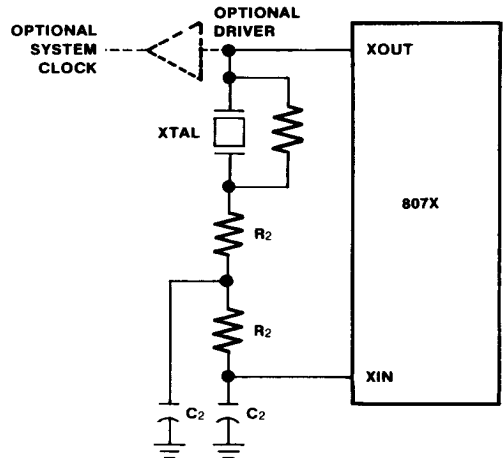 OPTIONAL
SYSTEM
CLOCK
OPTIONAL
DRIVER
XOUT
XTAL
807X
R₂
R₂
XIN
C₂
C₂